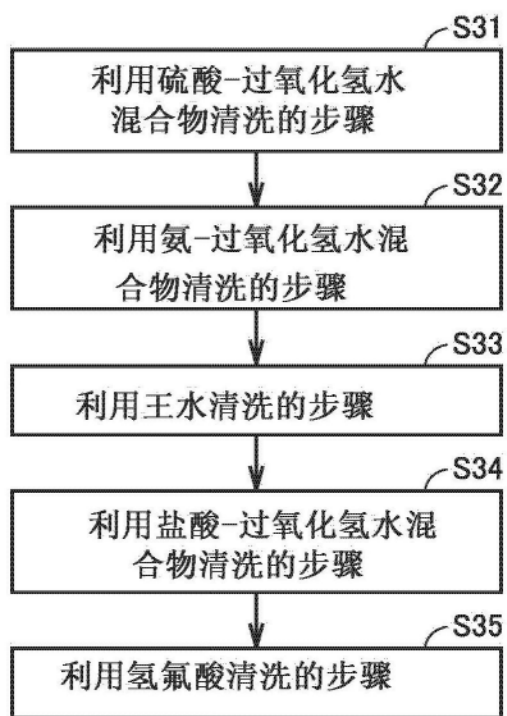 S31
利用硫酸-过氧化氢水
混合物清洗的步骤
S32
利用氨-过氧化氢水混
合物清洗的步骤
S33
利用王水清洗的步骤
S34
利用盐酸-过氧化氢水混
合物清洗的步骤
S35
利用氢氟酸清洗的步骤